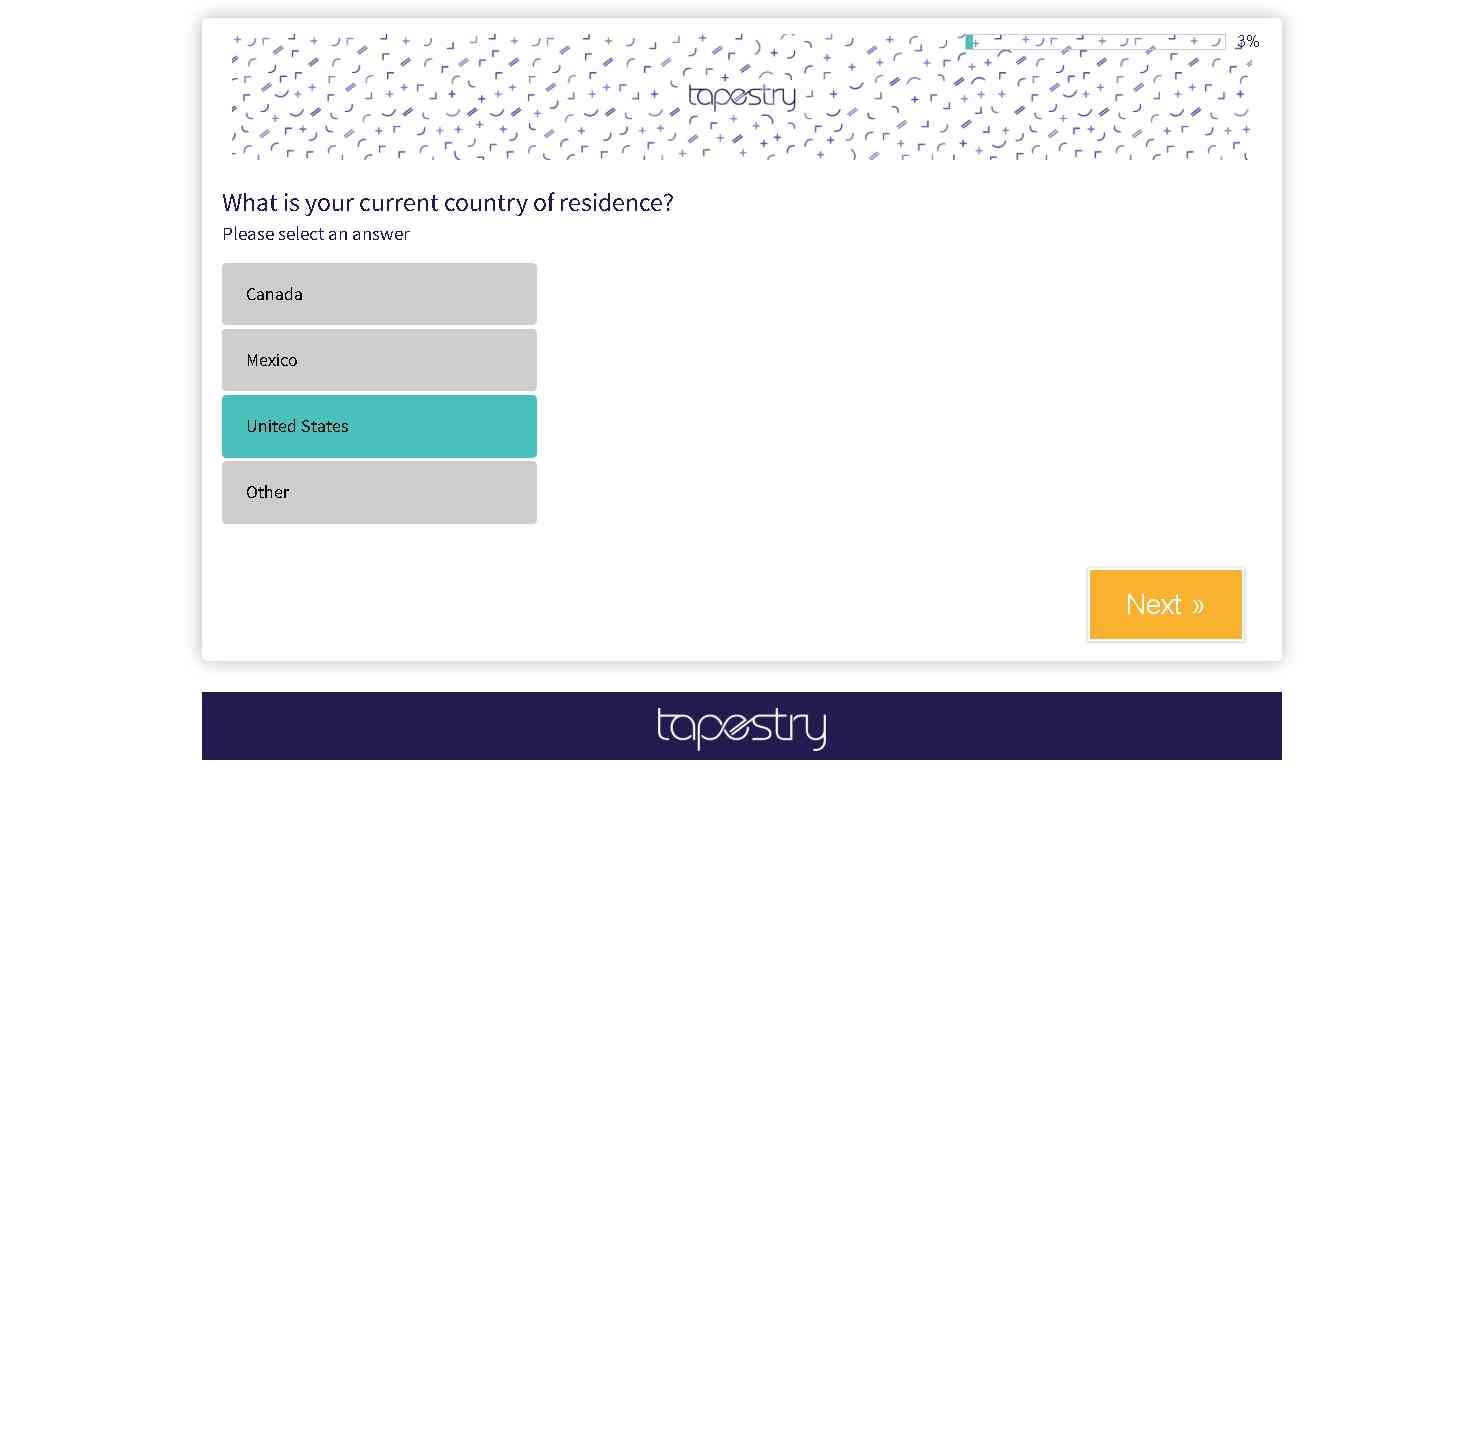 3%
tapestry
What is your current country of residence?
Please select an answer
Canada
Mexico
United States
Other
Next »
tapestry